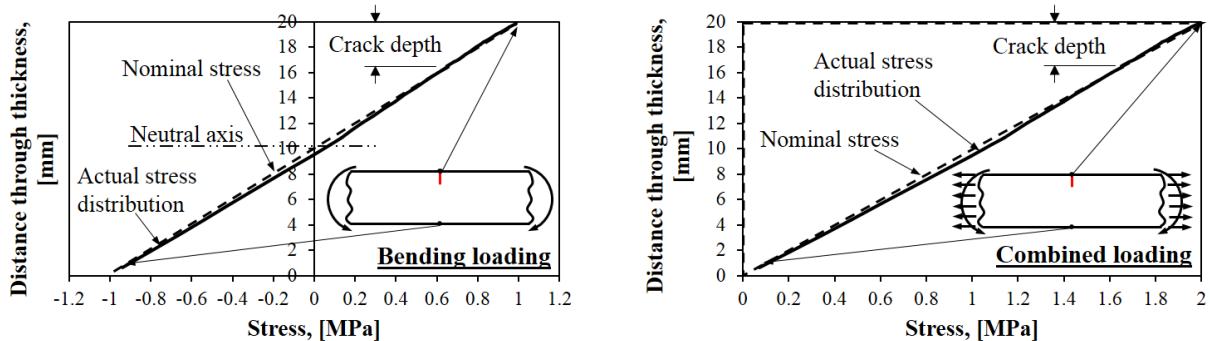 Distance through thickness,
[mm]
20
18
16
14
12
10
8
6
4
2
0
Crack depth
Nominal stress
Neutral axis
Actual stress
distribution
Bending loading
-1.2 -1 -0.8 -0.6 -0.4 -0.2 0 0.2 0.4 0.6 0.8 1 1.2
Stress, [MPa]
Distance through thickness,
[mm]
20
18
16
14
12
10
8
6
4
2
0
Crack depth
Actual stress
distribution
Nominal stress
Combined loading
0 0.2 0.4 0.6 0.8 1 1.2 1.4 1.6 1.8 2
Stress, [MPa]